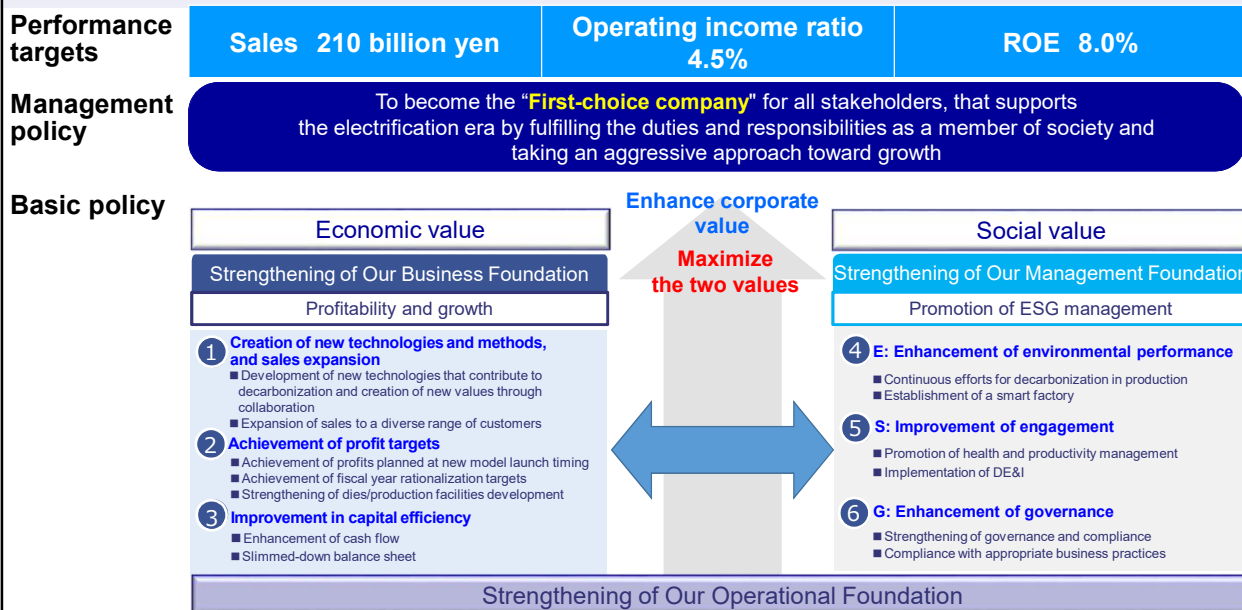 Performance
targets
Sales 210 billion yen
Operating income ratio
4.5%
ROE 8.0%
Management
policy
To become the “First-choice company" for all stakeholders, that supports
the electrification era by fulfilling the duties and responsibilities as a member of society and
taking an aggressive approach toward growth
Basic policy
Enhance corporate
value
Maximize
the two values
Economic value
Strengthening of Our Business Foundation
Profitability and growth
1 Creation of new technologies and methods,
and sales expansion
■ Development of new technologies that contribute to
decarbonization and creation of new values through
collaboration
■ Expansion of sales to a diverse range of customers
2 Achievement of profit targets
■ Achievement of profits planned at new model launch timing
■ Achievement of fiscal year rationalization targets
■ Strengthening of dies/production facilities development
3 Improvement in capital efficiency
■ Enhancement of cash flow
■ Slimmed-down balance sheet
Social value
Strengthening of Our Management Foundation
Promotion of ESG management
4 E: Enhancement of environmental performance
■ Continuous efforts for decarbonization in production
■ Establishment of a smart factory
5 S: Improvement of engagement
■ Promotion of health and productivity management
■ Implementation of DE&I
6 G: Enhancement of governance
■ Strengthening of governance and compliance
■ Compliance with appropriate business practices
Strengthening of Our Operational Foundation